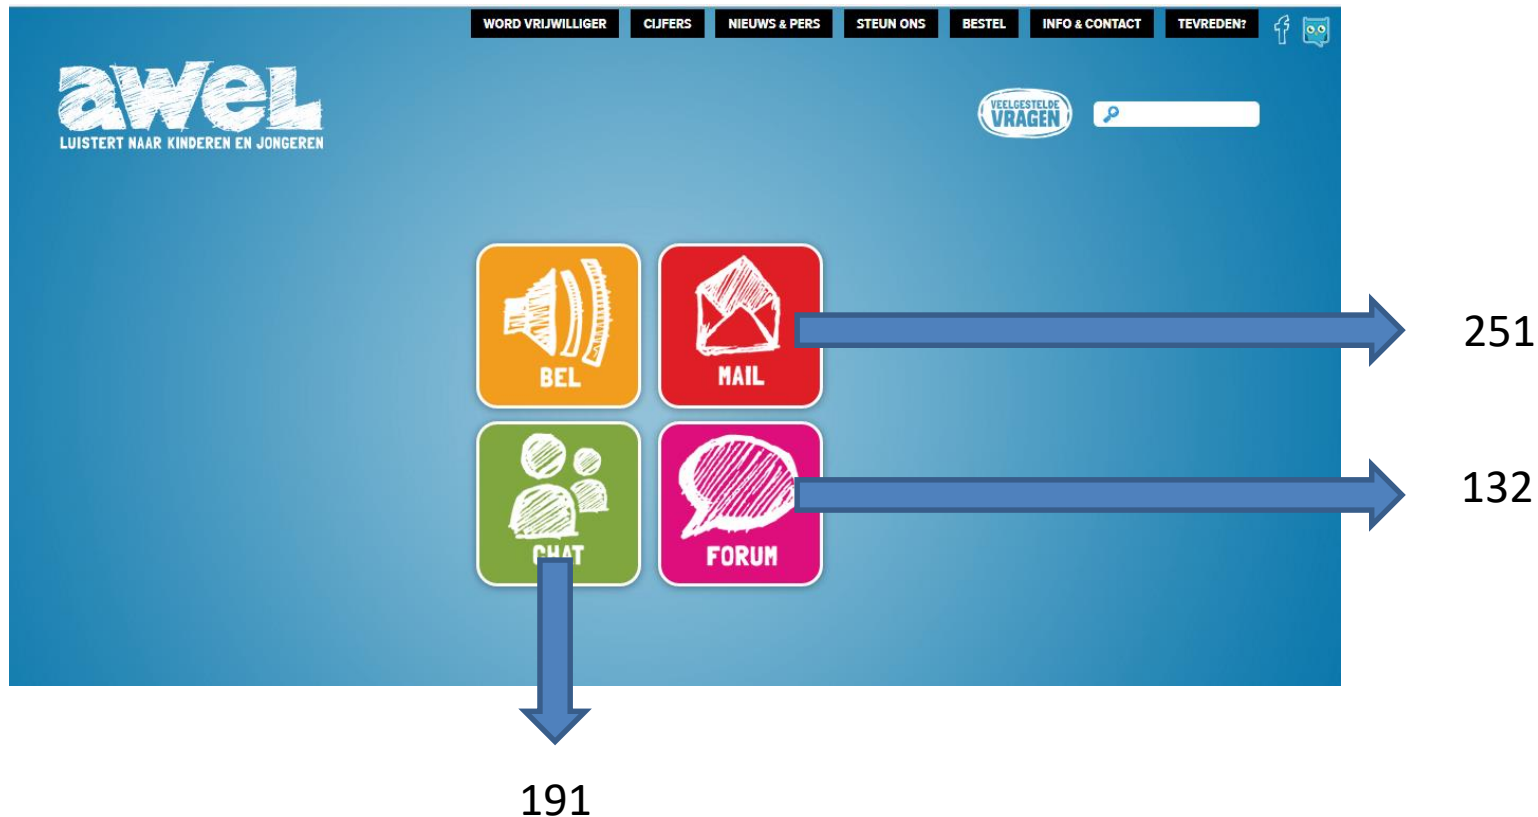 WORD VRIJWILLIGER CIJFERS NIEUWS & PERS STEUN ONS BESTEL INFO & CONTACT TEVREDEN?
awel
LUISTERT NAAR KINDEREN EN JONGEREN
VEELGESTELDE
VRAGEN
BEL MAIL
251
CHAT FORUM
132
191